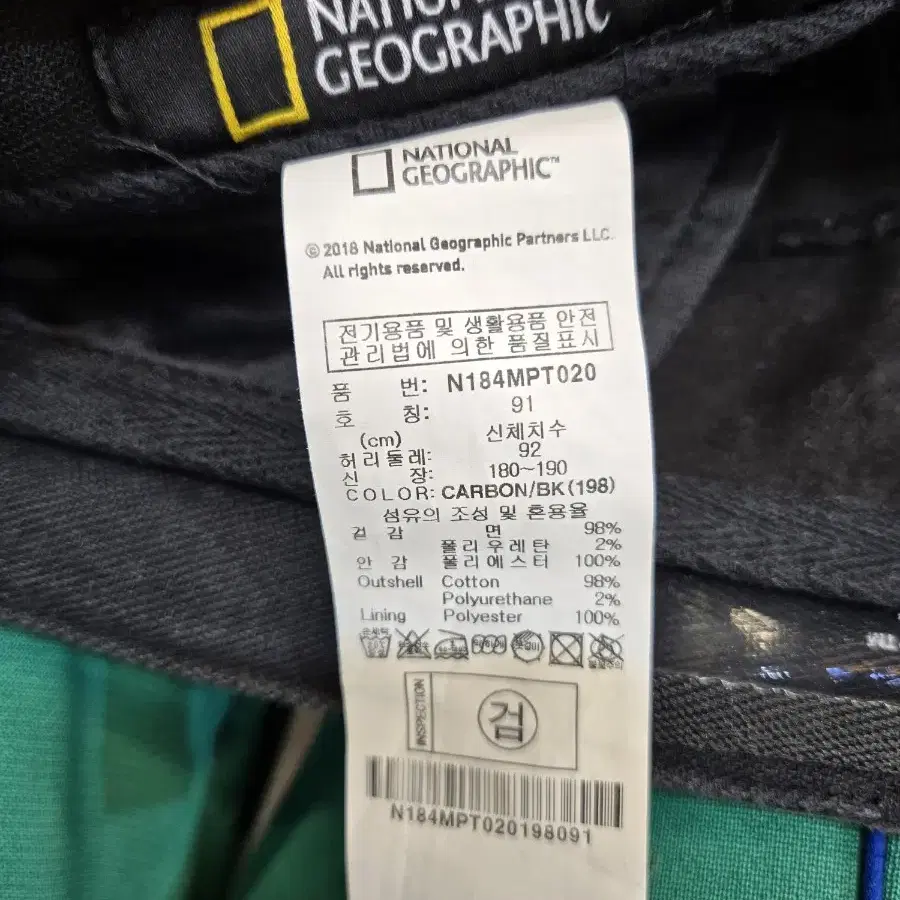 NATIONAL
GEOGRAPHIC
NATIONAL
GEOGRAPHIC™
© 2018 National Geographic Partners LLC.
All rights reserved.
전기용품 및 생활용품 안전
관리법에 의한 품질표시
품 번: N184MPT020
호 칭: 91
(cm) 신체치수
허리둘레: 92
신 장: 180~190
COLOR: CARBON/BK(198)
섬유의 조성 및 혼용율
겉 감 면 98%
폴리우레탄 2%
안 감 폴리에스터 100%
Outshell Cotton 98%
Polyurethane 2%
Lining Polyester 100%
INSPECTION
검
N184MPT020198091